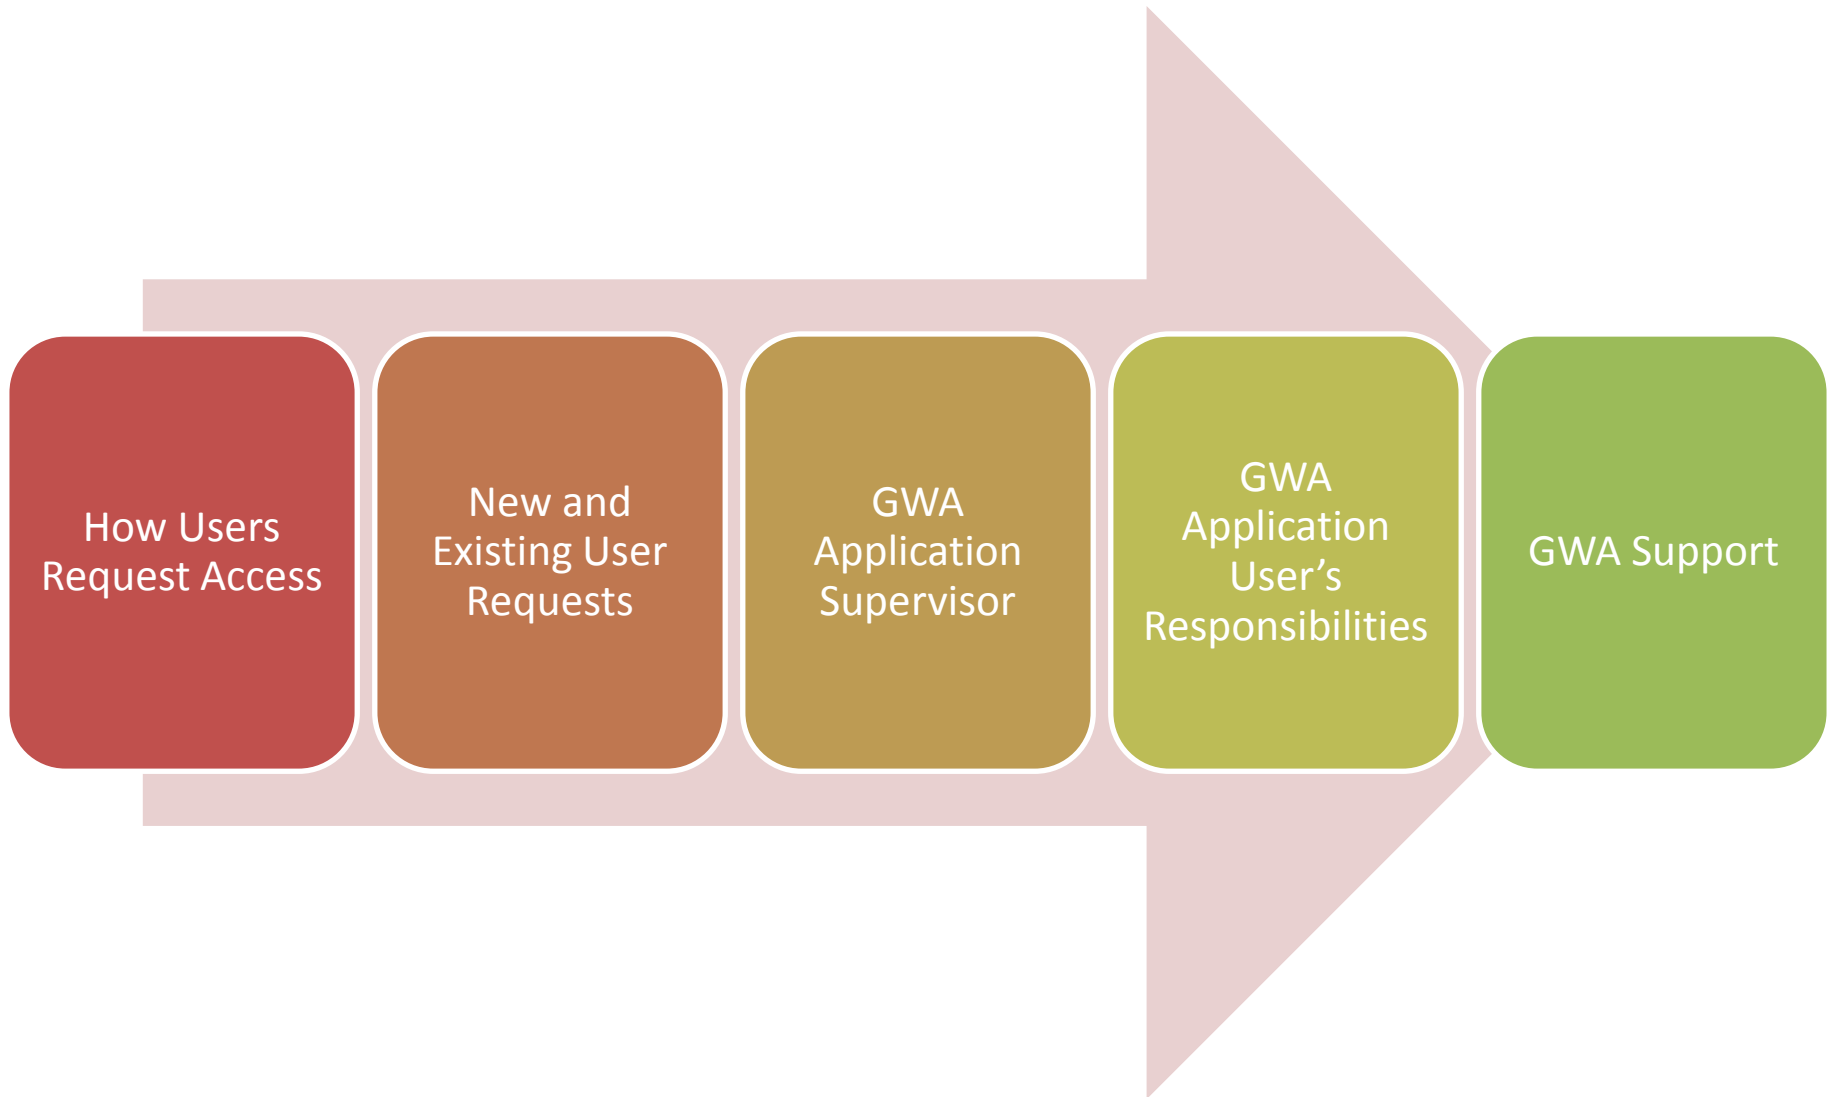 How Users
Request Access
New and
Existing User
Requests
GWA
Application
Supervisor
GWA
Application
User’s
Responsibilities
GWA Support